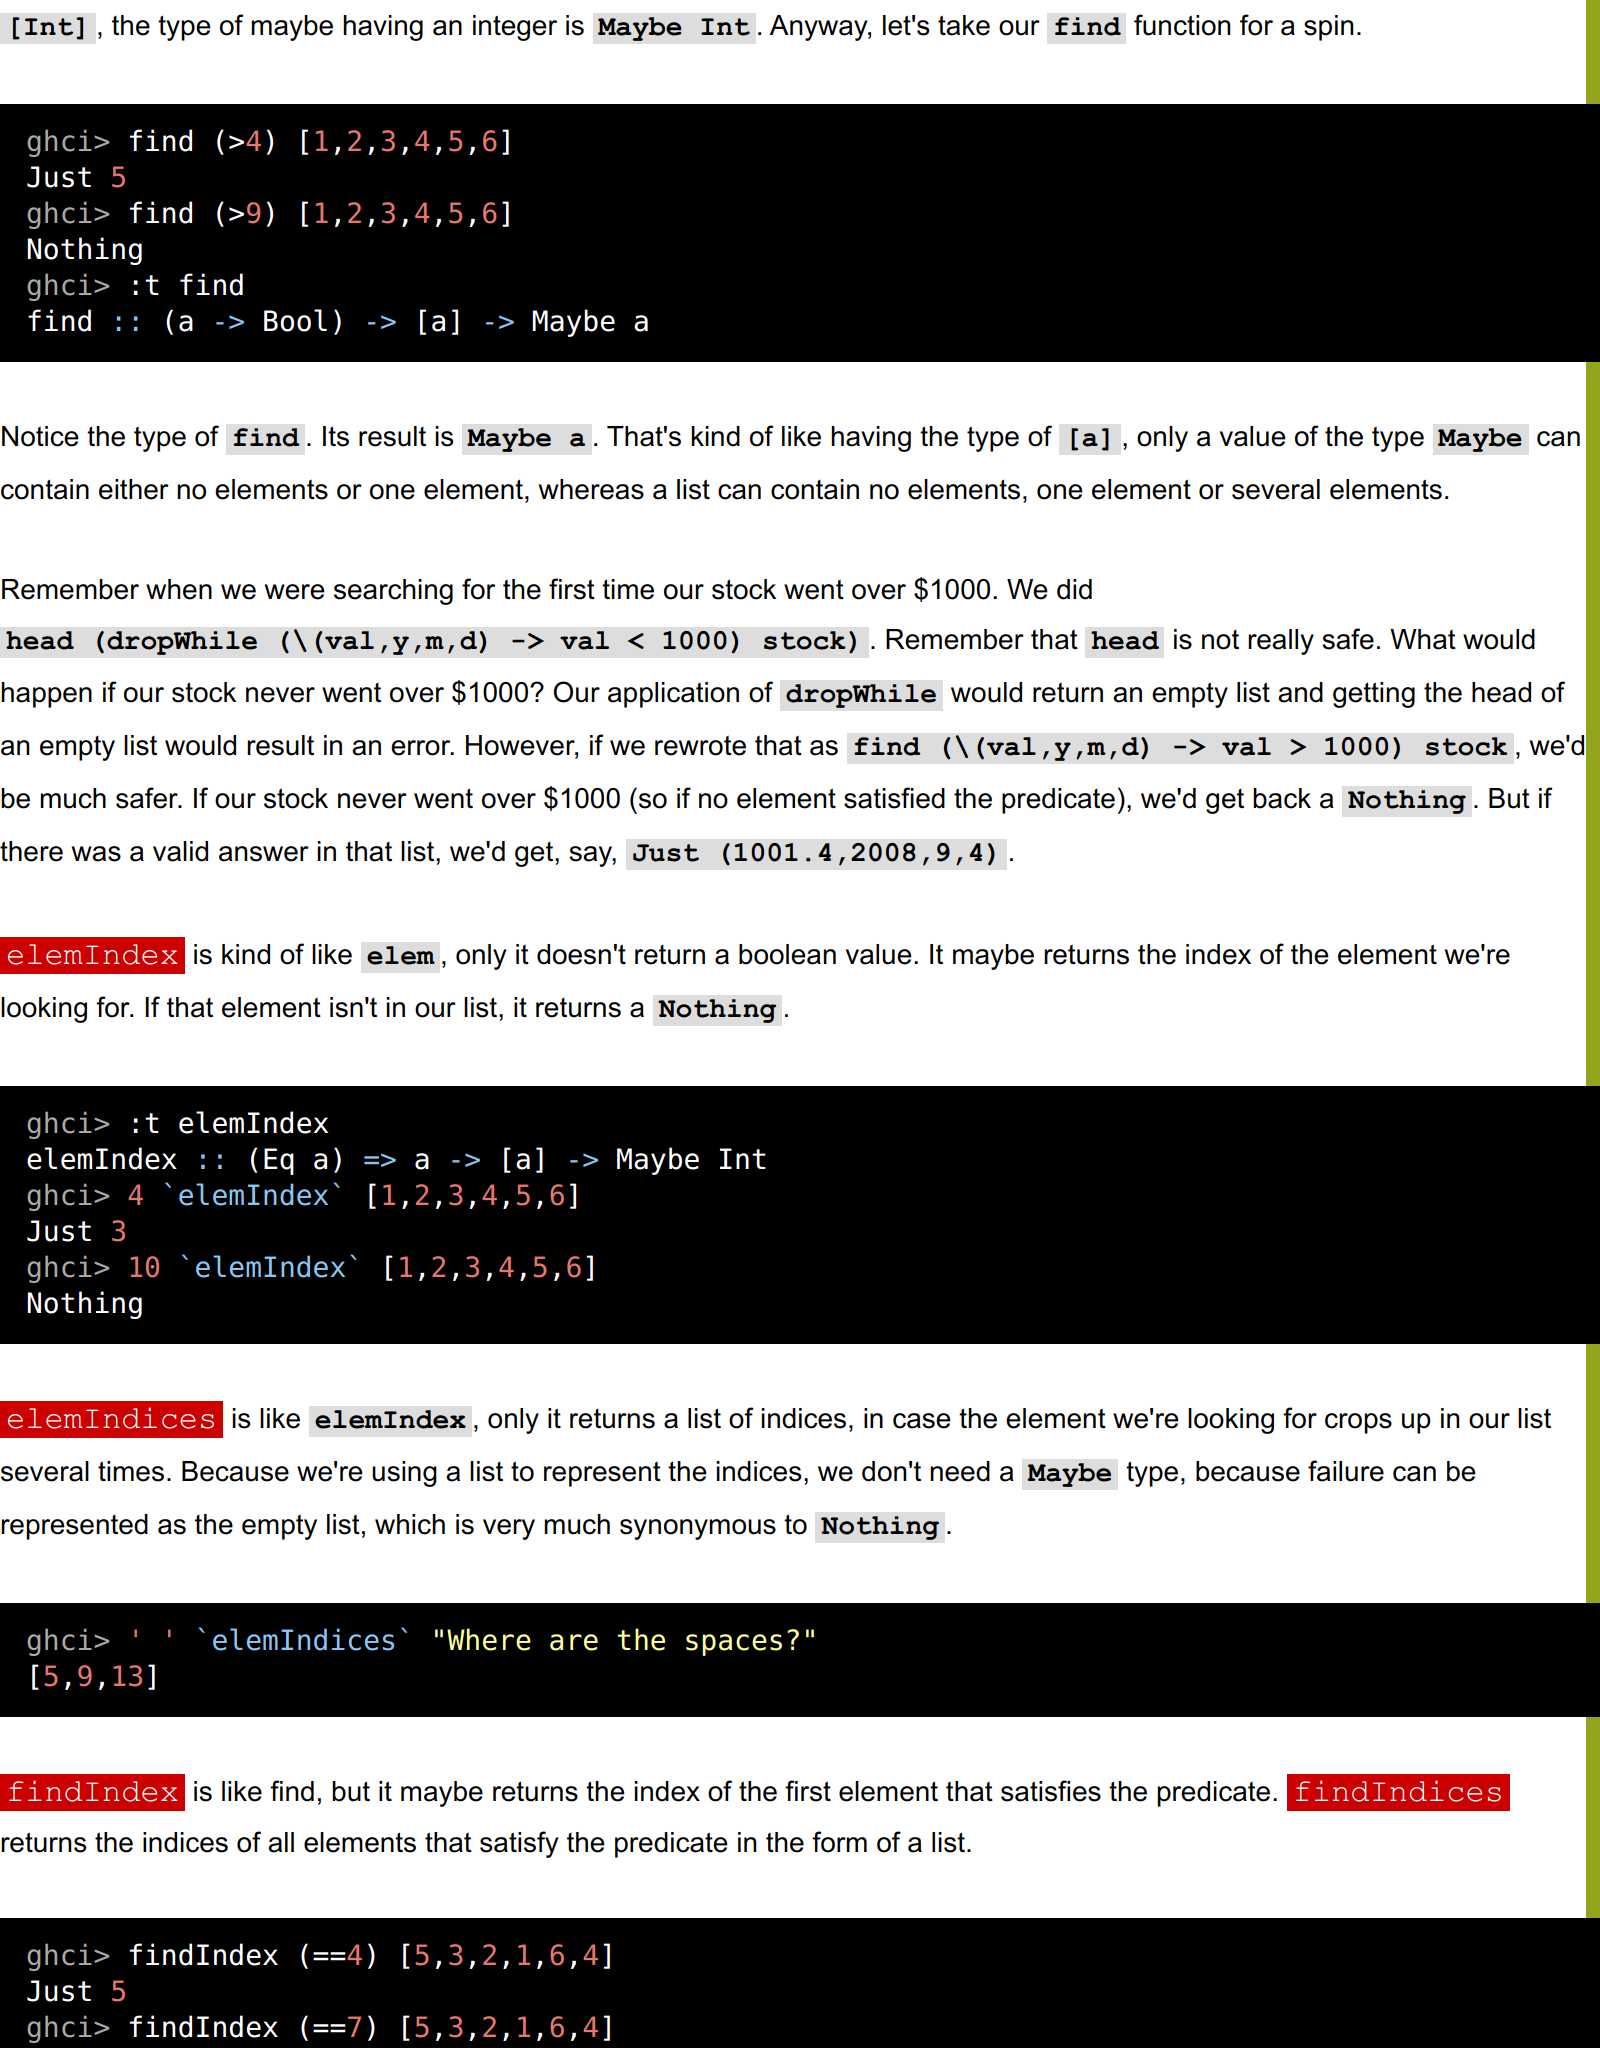 [Int], the type of maybe having an integer is Maybe Int. Anyway, let's take our find function for a spin.
ghci> find (>4) [1,2,3,4,5,6]
Just 5
ghci> find (>9) [1,2,3,4,5,6]
Nothing
ghci> :t find
find :: (a -> Bool) -> [a] -> Maybe a
Notice the type of find. Its result is Maybe a. That's kind of like having the type of [a], only a value of the type Maybe can
contain either no elements or one element, whereas a list can contain no elements, one element or several elements.
Remember when we were searching for the first time our stock went over $1000. We did
head (dropWhile (\(val,y,m,d) -> val < 1000) stock). Remember that head is not really safe. What would
happen if our stock never went over $1000? Our application of dropWhile would return an empty list and getting the head of
an empty list would result in an error. However, if we rewrote that as find (\(val,y,m,d) -> val > 1000) stock, we'd
be much safer. If our stock never went over $1000 (so if no element satisfied the predicate), we'd get back a Nothing. But if
there was a valid answer in that list, we'd get, say, Just (1001.4,2008,9,4).
elemIndex is kind of like elem, only it doesn't return a boolean value. It maybe returns the index of the element we're
looking for. If that element isn't in our list, it returns a Nothing.
ghci> :t elemIndex
elemIndex :: (Eq a) => a -> [a] -> Maybe Int
ghci> 4 `elemIndex` [1,2,3,4,5,6]
Just 3
ghci> 10 `elemIndex` [1,2,3,4,5,6]
Nothing
elemIndices is like elemIndex, only it returns a list of indices, in case the element we're looking for crops up in our list
several times. Because we're using a list to represent the indices, we don't need a Maybe type, because failure can be
represented as the empty list, which is very much synonymous to Nothing.
ghci> ' ' `elemIndices` "Where are the spaces?"
[5,9,13]
findIndex is like find, but it maybe returns the index of the first element that satisfies the predicate. findIndices
returns the indices of all elements that satisfy the predicate in the form of a list.
ghci> findIndex (==4) [5,3,2,1,6,4]
Just 5
ghci> findIndex (==7) [5,3,2,1,6,4]